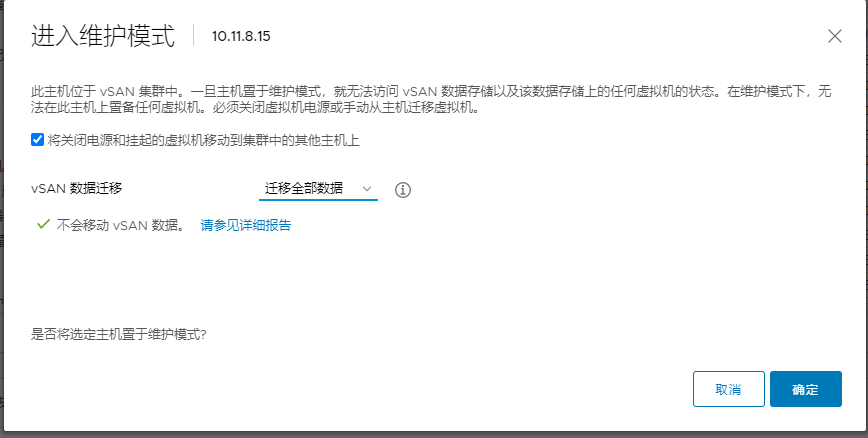 进入维护模式 10.11.8.15
此主机位于 vSAN 集群中。一旦主机置于维护模式，就无法访问 vSAN 数据存储以及该数据存储上的任何虚拟机的状态。在维护模式下，无
法在此主机上置备任何虚拟机。必须关闭虚拟机电源或手动从主机迁移虚拟机。
将关闭电源和挂起的虚拟机移动到集群中的其他主机上
vSAN 数据迁移 迁移全部数据
不会移动 vSAN 数据。 请参见详细报告
是否将选定主机置于维护模式?
取消 确定